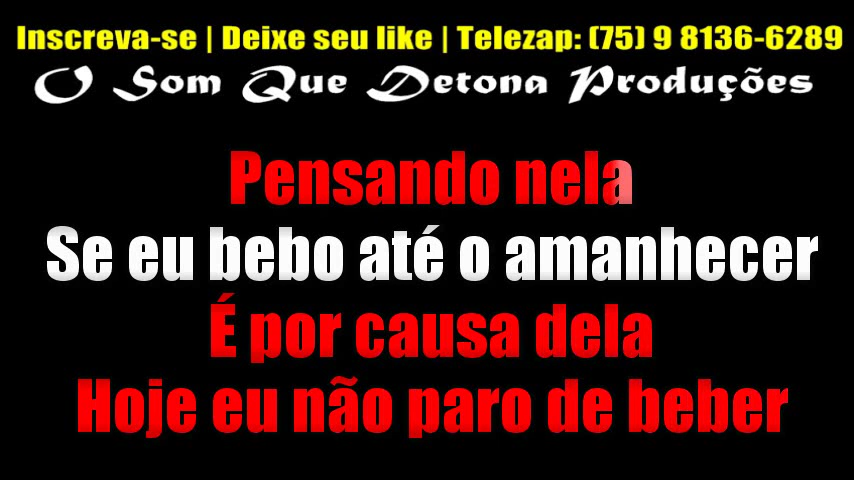 Inscreva-se | Deixe seu like | Telezap: (75) 9 8136-6289
O Som Que Detona Produções
Pensando nela
Se eu bebo até o amanhecer
É por causa dela
Hoje eu não paro de beber